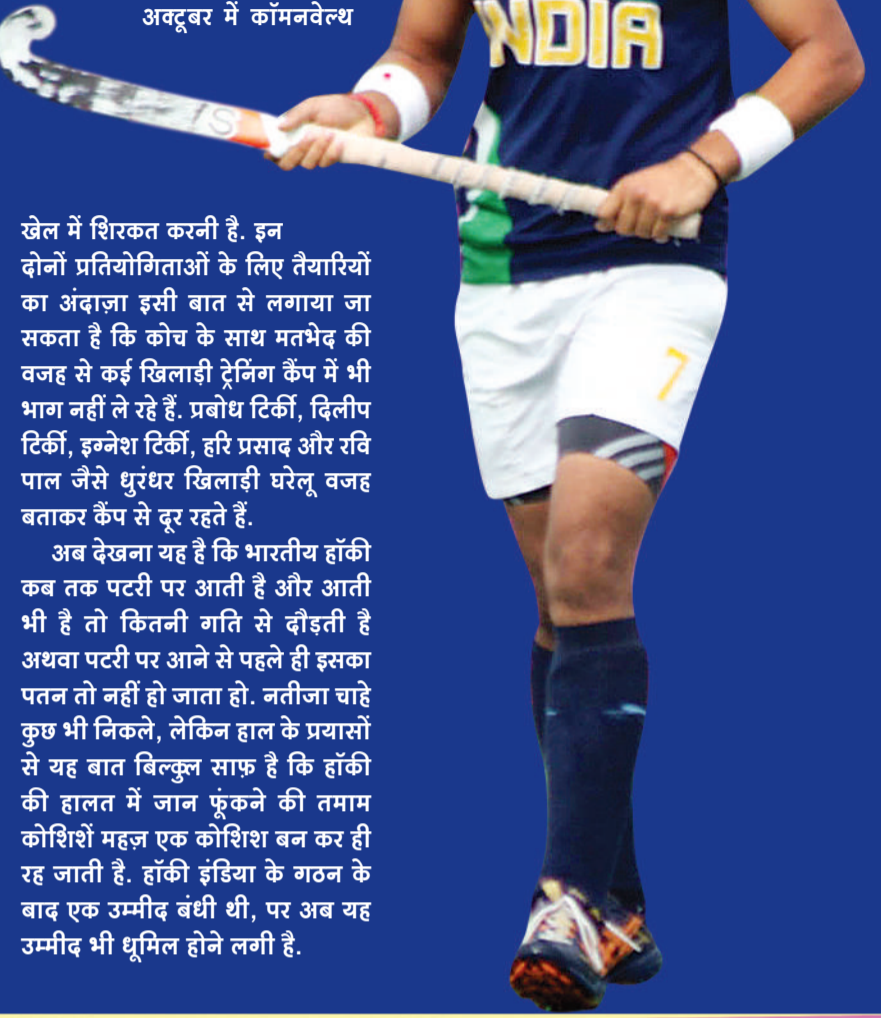 अक्टूबर में कॉमनवेल्थ
INDIA
S
खेल में शिरकत करनी है. इन
दोनों प्रतियोगिताओं के लिए तैयारियों
का अंदाज़ा इसी बात से लगाया जा
सकता है कि कोच के साथ मतभेद की
वजह से कई खिलाड़ी ट्रेनिंग कैंप में भी
भाग नहीं ले रहे हैं. प्रबोध टिर्की, दिलीप
टिर्की, इग्नेश टिर्की, हरि प्रसाद और रवि
पाल जैसे धुरंधर खिलाड़ी घरेलू वजह
बताकर कैंप से दूर रहते हैं.
अब देखना यह है कि भारतीय हॉकी
कब तक पटरी पर आती है और आती
भी है तो कितनी गति से दौड़ती है
अथवा पटरी पर आने से पहले ही इसका
पतन तो नहीं हो जाता हो. नतीजा चाहे
कुछ भी निकले, लेकिन हाल के प्रयासों
से यह बात बिल्कुल साफ़ है कि हॉकी
की हालत में जान फूंकने की तमाम
कोशिशें महज़ एक कोशिश बन कर ही
रह जाती है. हॉकी इंडिया के गठन के
बाद एक उम्मीद बंधी थी, पर अब यह
उम्मीद भी धूमिल होने लगी है.
7